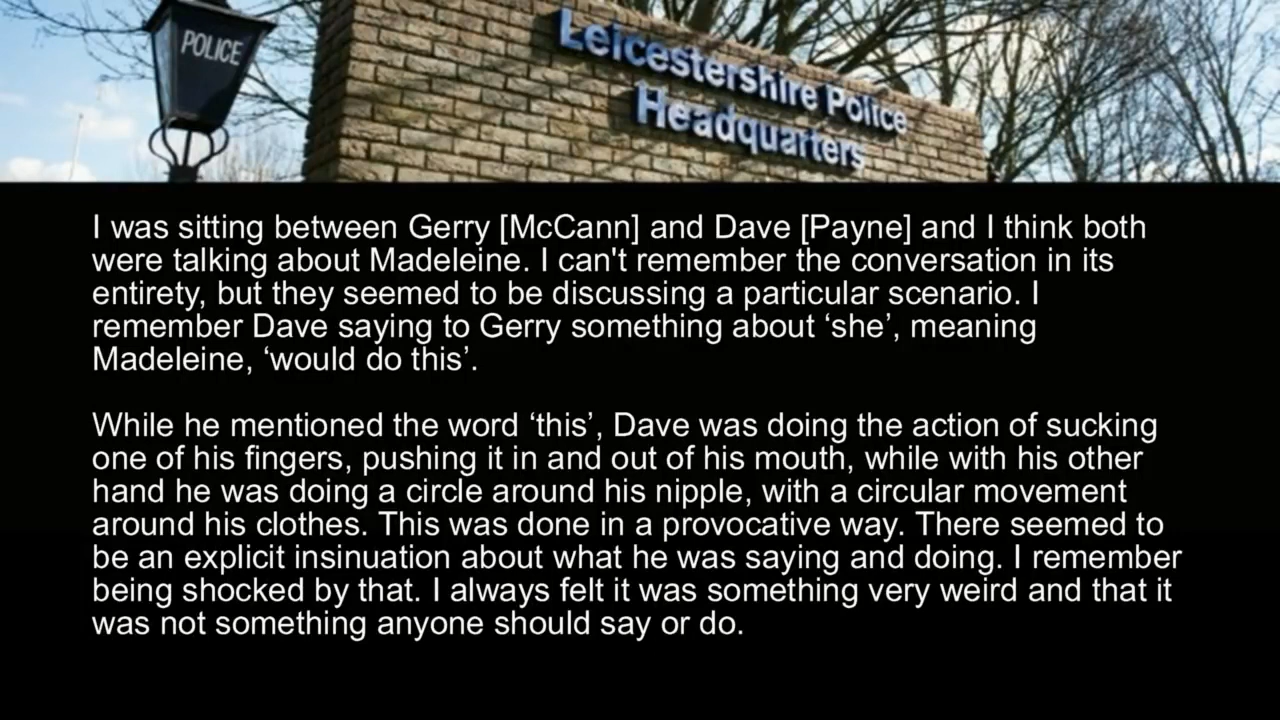 POLICE
Leicestershire Police
Headquarters
I was sitting between Gerry [McCann] and Dave [Payne] and I think both
were talking about Madeleine. I can't remember the conversation in its
entirety, but they seemed to be discussing a particular scenario. I
remember Dave saying to Gerry something about ‘she’, meaning
Madeleine, ‘would do this’.
While he mentioned the word ‘this’, Dave was doing the action of sucking
one of his fingers, pushing it in and out of his mouth, while with his other
hand he was doing a circle around his nipple, with a circular movement
around his clothes. This was done in a provocative way. There seemed to
be an explicit insinuation about what he was saying and doing. I remember
being shocked by that. I always felt it was something very weird and that it
was not something anyone should say or do.